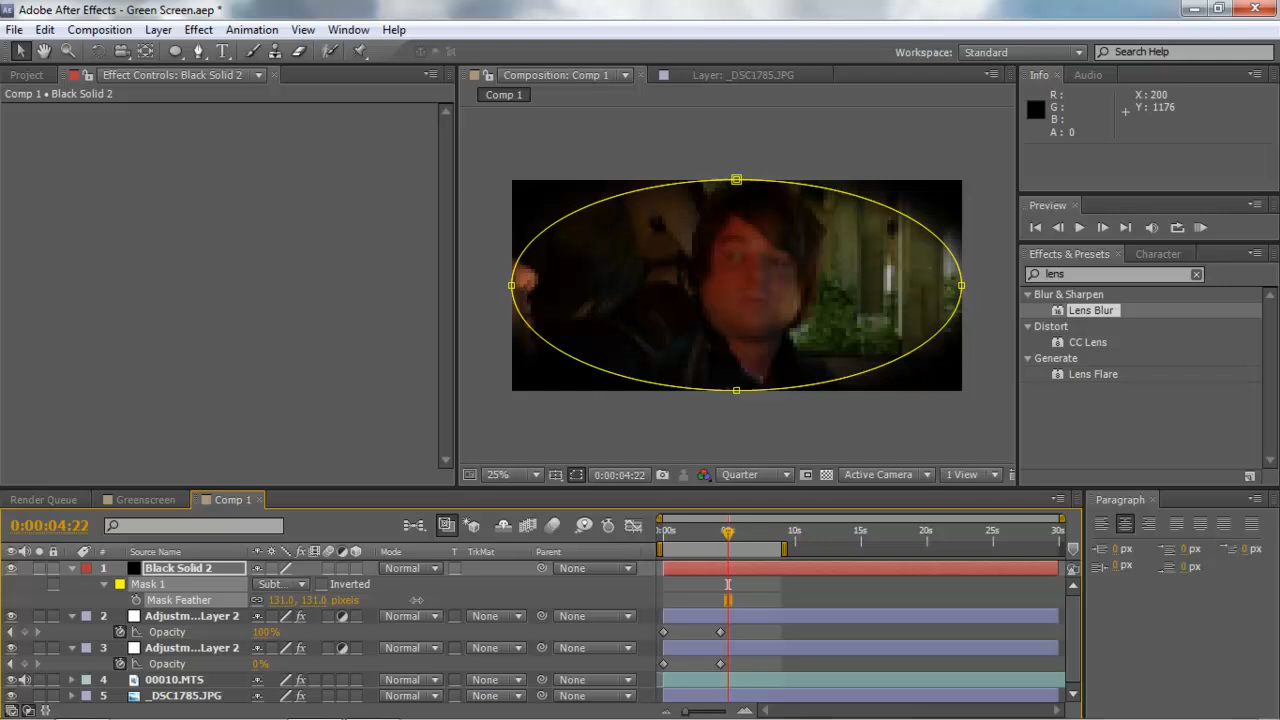 Adobe After Effects - Green Screen.aep *
File Edit Composition Layer Effect Animation View Window Help
Workspace: Standard Search Help
Project Effect Controls: Black Solid 2 Composition: Comp 1 Layer: _DSC1785.JPG Info Audio
Comp 1 • Black Solid 2
Comp 1
R :
G :
B :
A : 0
X : 200
Y : 1176
Preview
Effects & Presets Character
lens
Blur & Sharpen
Lens Blur
Distort
CC Lens
Generate
Lens Flare
25% 0:00:04:22 Quarter Active Camera 1 View
Render Queue Greenscreen Comp 1 Paragraph
0:00:04:22
:00s 10s 15s 20s 25s 30s
# Source Name Mode T TrkMat Parent
1 Black Solid 2 Normal None
Mask 1 Subt... Inverted
Mask Feather 131.0, 131.0 pixels
2 Adjustm...Layer 2 Normal None None
Opacity 100%
3 Adjustm...Layer 2 Normal None None
Opacity 0%
4 00010.MTS Normal None None
5 _DSC1785.JPG Normal None None
0 px 0 px 0 px
0 px 0 px